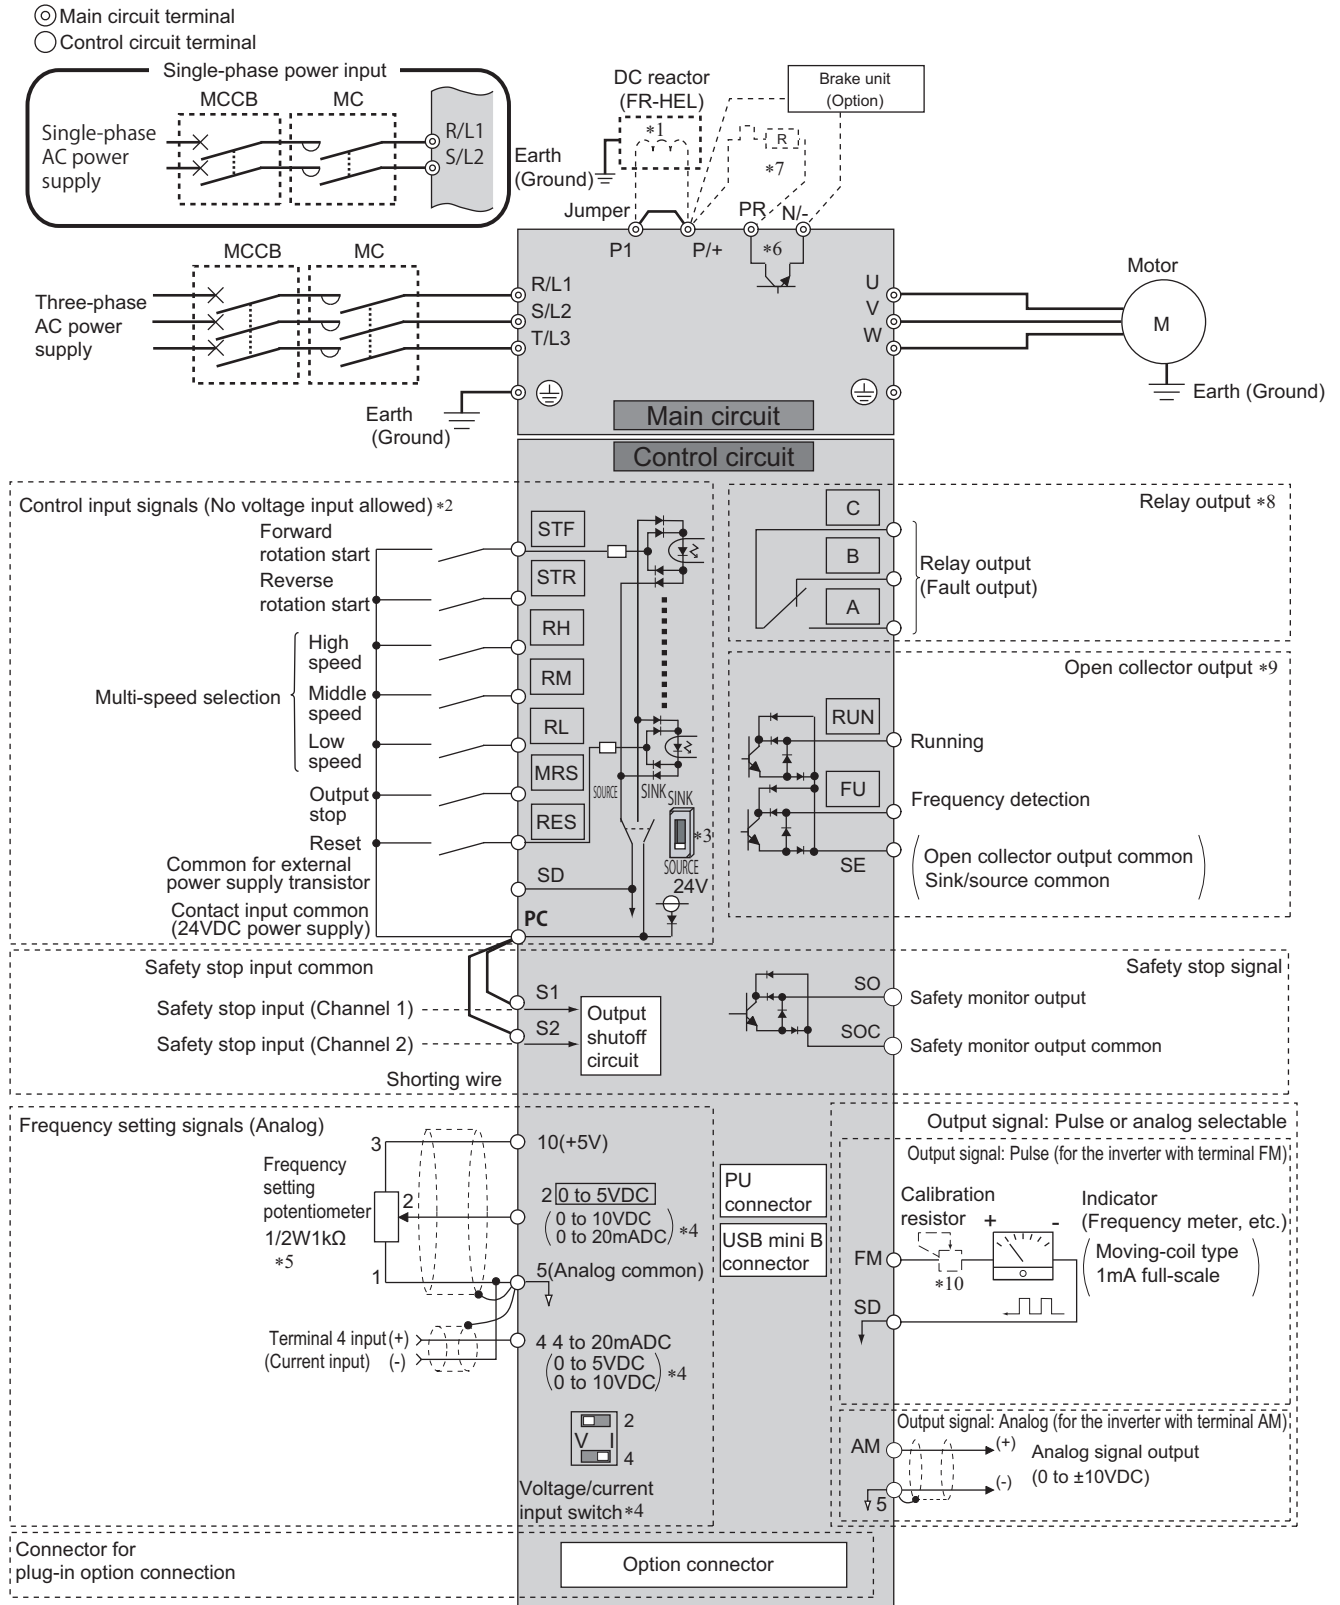 Main circuit terminal
Control circuit terminal
Single-phase power input
MCCB
MC
Single-phase
AC power
supply
R/L1
S/L2
Earth
(Ground)
DC reactor
(FR-HEL)
*1
Brake unit
(Option)
R
*7
Jumper
P1
P/+
PR
N/-
*6
MCCB
MC
Three-phase
AC power
supply
R/L1
S/L2
T/L3
U
V
W
Motor
M
Earth (Ground)
Earth
(Ground)
Main circuit
Control circuit
Control input signals (No voltage input allowed) *2
Forward
rotation start
Reverse
rotation start
Multi-speed selection
High
speed
Middle
speed
Low
speed
Output
stop
Reset
Common for external
power supply transistor
Contact input common
(24VDC power supply)
STF
STR
RH
RM
RL
MRS
RES
SD
PC
SOURCE
SINK
SINK
*3
SOURCE
24V
Relay output *8
C
B
A
Relay output
(Fault output)
Open collector output *9
RUN
Running
FU
Frequency detection
SE
Open collector output common
Sink/source common
Safety stop input common
Safety stop input (Channel 1)
Safety stop input (Channel 2)
Shorting wire
S1
S2
Output
shutoff
circuit
Safety stop signal
SO
Safety monitor output
SOC
Safety monitor output common
Frequency setting signals (Analog)
Frequency
setting
potentiometer
1/2W1kΩ
*5
3
2
1
10(+5V)
2 0 to 5VDC
(0 to 10VDC
0 to 20mADC) *4
5(Analog common)
Terminal 4 input (+)
(Current input) (-)
4 4 to 20mADC
(0 to 5VDC
0 to 10VDC) *4
2
V I
4
Voltage/current
input switch *4
PU
connector
USB mini B
connector
Output signal: Pulse or analog selectable
Output signal: Pulse (for the inverter with terminal FM)
Calibration
resistor
+
-
Indicator
(Frequency meter, etc.)
(Moving-coil type
1mA full-scale)
FM
*10
SD
Output signal: Analog (for the inverter with terminal AM)
AM
(+)
Analog signal output
(0 to ±10VDC)
(-)
5
Connector for
plug-in option connection
Option connector